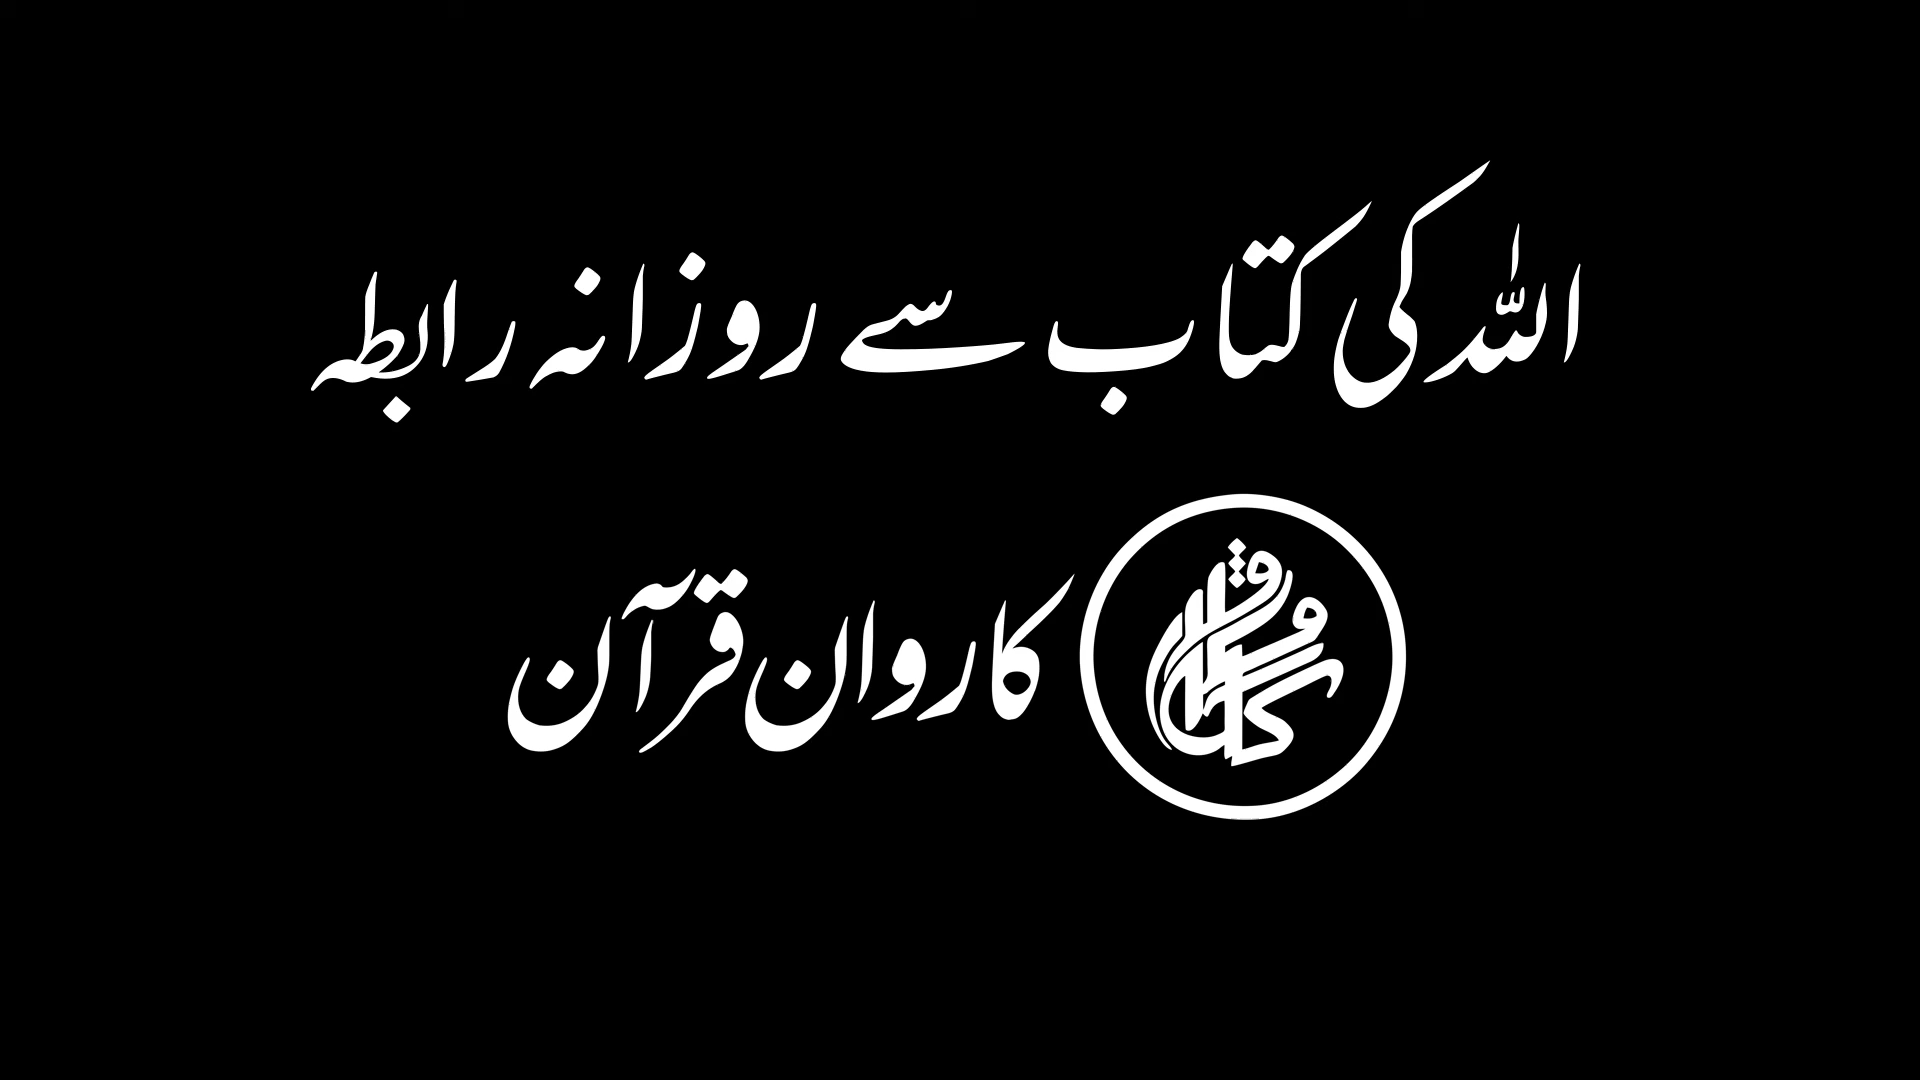 اللہ کی کتاب سے روزانہ رابطہ
کاروان قرآن